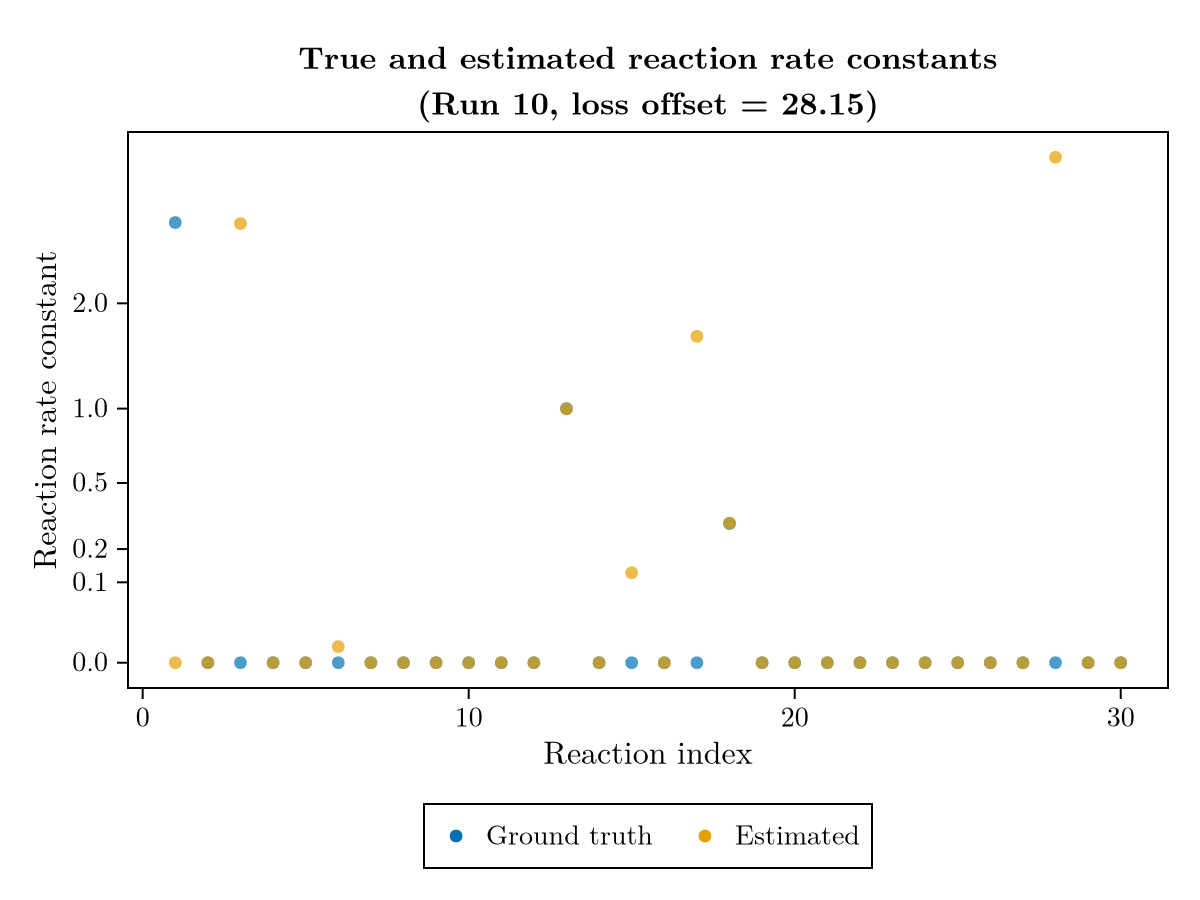 True and estimated reaction rate constants
(Run 10, loss offset = 28.15)
Reaction rate constant
2.0
1.0
0.5
0.2
0.1
0.0
0 10 20 30
Reaction index
Ground truth Estimated